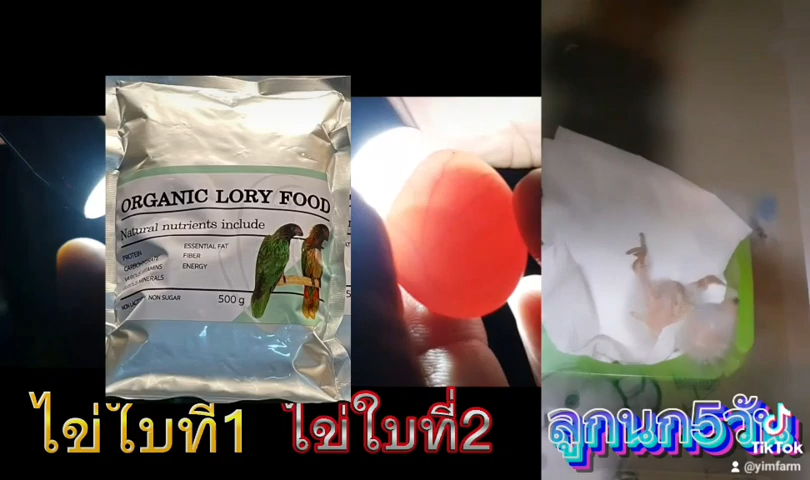 ORGANIC LORY FOOD
Natural nutrients include
PROTEIN
ESSENTIAL FAT
FIBER
ENERGY
MINERALS
NON SUGAR
500 g
ไข่ใบที่1
ไข่ใบที่2
ลูกนก5วัน
TikTok
@yimfarm